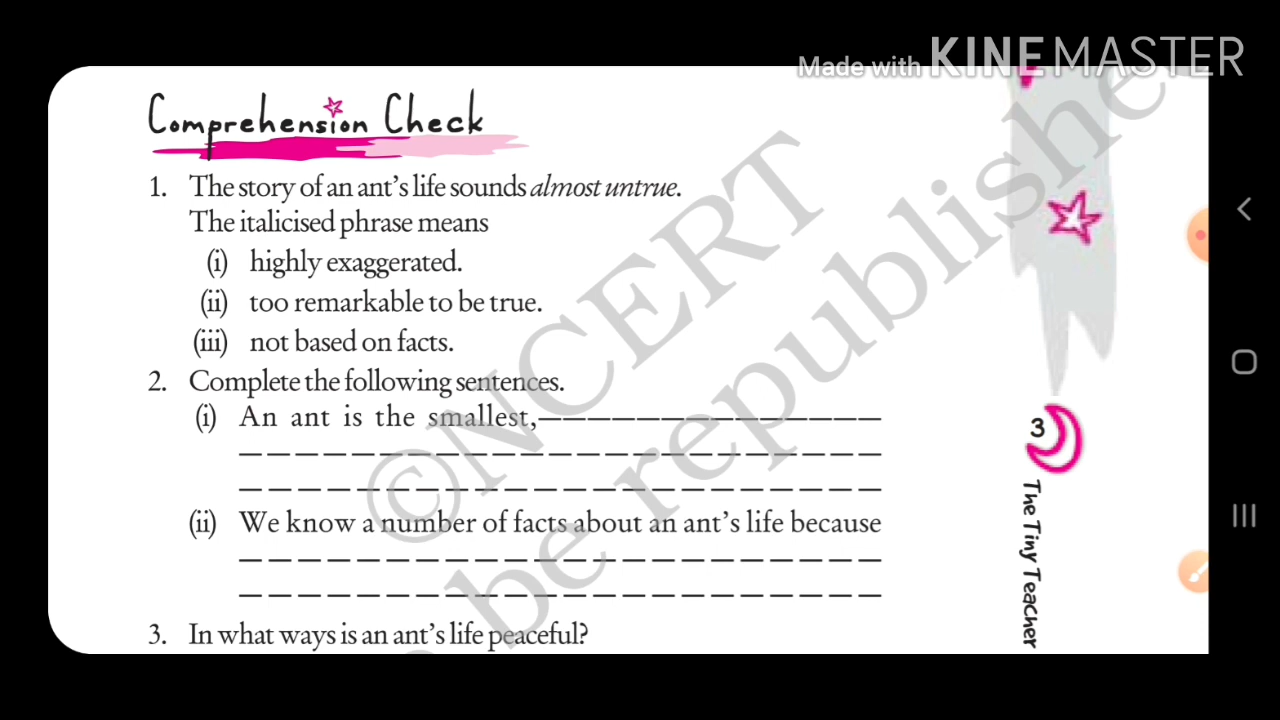 Made with KINEMASTER
Comprehension Check
1. The story of an ant's life sounds almost untrue.
The italicised phrase means
(i) highly exaggerated.
(ii) too remarkable to be true.
(iii) not based on facts.
2. Complete the following sentences.
(i) An ant is the smallest,
(ii) We know a number of facts about an ant's life because
3. In what ways is an ant's life peaceful?
3
The Tiny Teacher
©NCERT
be republished